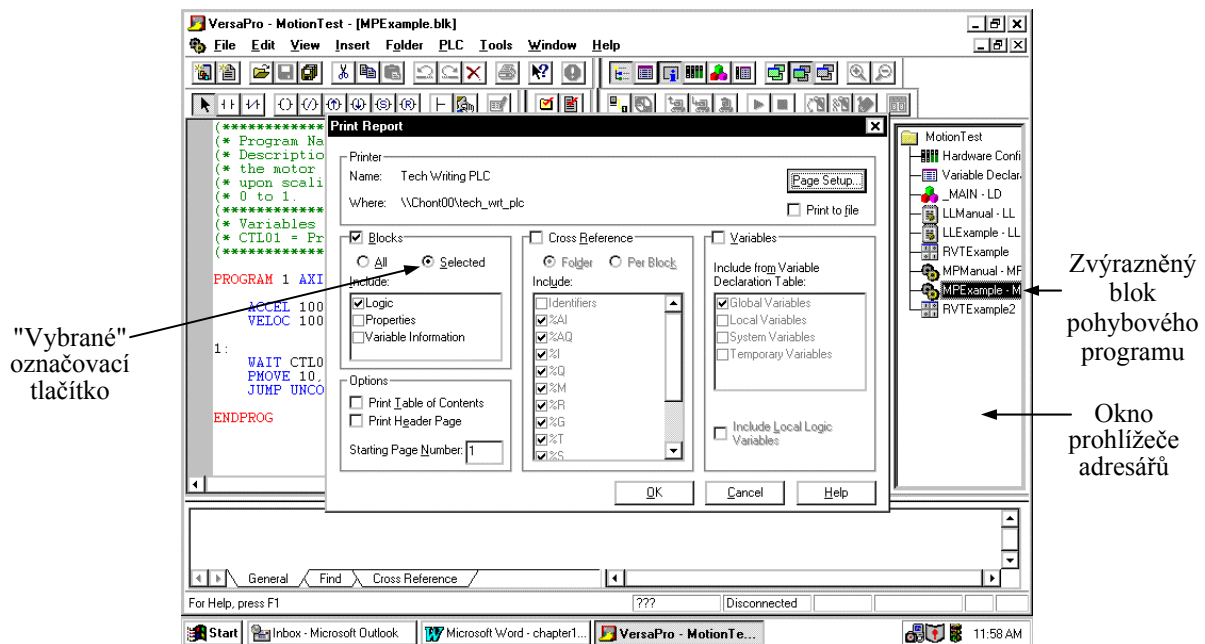 VersaPro - MotionTest - [MPExample.blk]
File Edit View Insert Folder PLC Tools Window Help
(**************
(* Program Na
(* Descriptio
(* the motor
(* upon scali
(* 0 to 1.
(**************
(* Variables
(* CTL01 = Pr
(**************
PROGRAM 1 AXI
ACCEL 100
VELOC 100
1:
WAIT CTL0
PMOVE 10,
JUMP UNCO
ENDPROG
"Vybrané"
označovací
tlačítko
Print Report
Printer
Name: Tech Writing PLC
Page Setup...
Where: \\Chont00\tech_wrt_plc
Print to file
Blocks
All Selected
Include:
Logic
Properties
Variable Information
Options
Print Table of Contents
Print Header Page
Starting Page Number: 1
Cross Reference
Folder Per Block
Include:
Identifiers
%AI
%AQ
%I
%Q
%M
%R
%G
%T
%S
Variables
Include from Variable
Declaration Table:
Global Variables
Local Variables
System Variables
Temporary Variables
Include Local Logic
Variables
OK Cancel Help
MotionTest
Hardware Confi
Variable Declar
_MAIN - LD
LLManual - LL
LLExample - LL
RVTExample
MPManual - MP
MPExample - M
RVTExample2
Zvýrazněný
blok
pohybového
programu
Okno
prohlížeče
adresářů
General Find Cross Reference
For Help, press F1 ??? Disconnected
Start Inbox - Microsoft Outlook Microsoft Word - chapter1... VersaPro - MotionTe... 11:58 AM